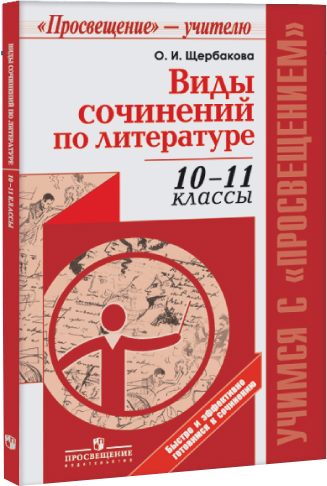 «Просвещение» — учителю
О. И. Щербакова
Виды
сочинений
по литературе
10–11
классы
УЧИМСЯ С «ПРОСВЕЩЕНИЕМ»
Быстро и эффективно
готовимся к сочинению
ПРОСВЕЩЕНИЕ
ИЗДАТЕЛЬСТВО
ВИДЫ СОЧИНЕНИЙ ПО ЛИТЕРАТУРЕ 10–11 КЛАССЫ